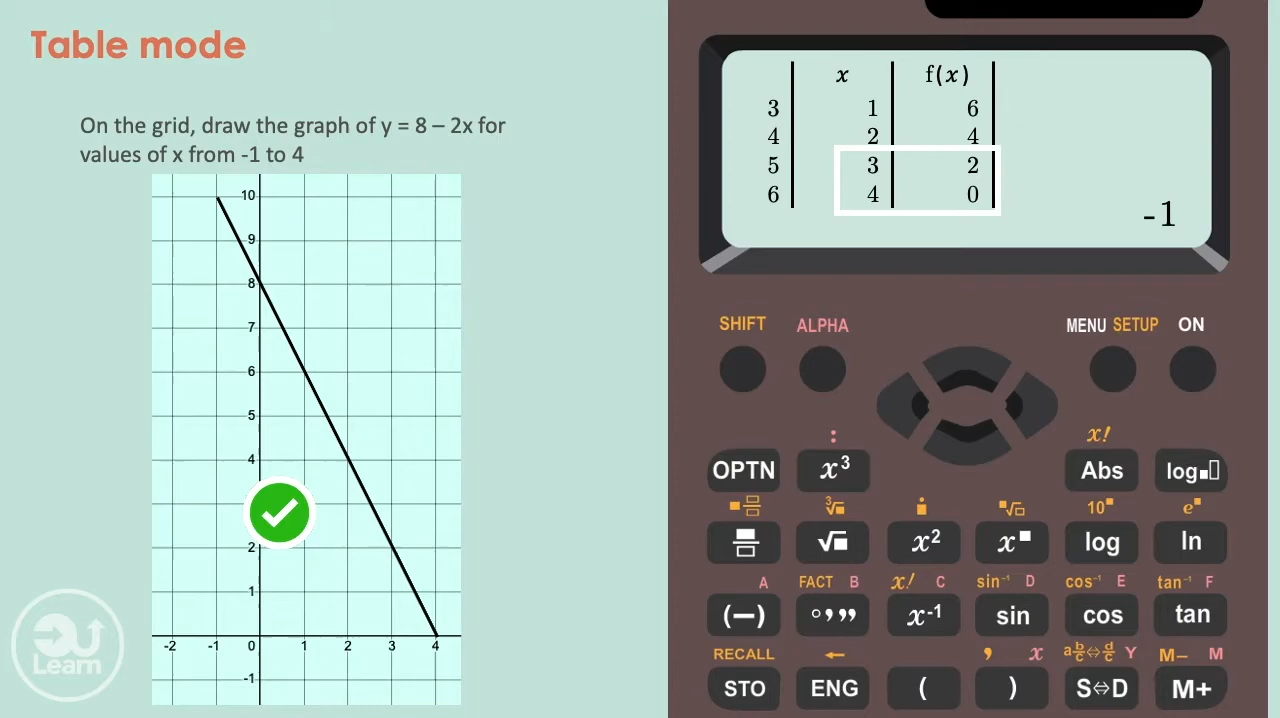 Table mode
On the grid, draw the graph of y = 8 – 2x for
values of x from -1 to 4
10
9
8
7
6
5
4
2
1
-2 -1 0 1 2 3 4
-1
Learn
x f(x)
3 1 6
4 2 4
5 3 2
6 4 0
-1
SHIFT ALPHA MENU SETUP ON
: x!
OPTN x³ Abs log■▯
■⊟ ³√■ i ■√□ 10■ e■
√■ x² x■ log ln
A FACT B x! C sin⁻¹ D cos⁻¹ E tan⁻¹ F
(−) °,,, x⁻¹ sin cos tan
RECALL ← , x a b/c⇔d/c Y M− M
STO ENG ( ) S⇔D M+